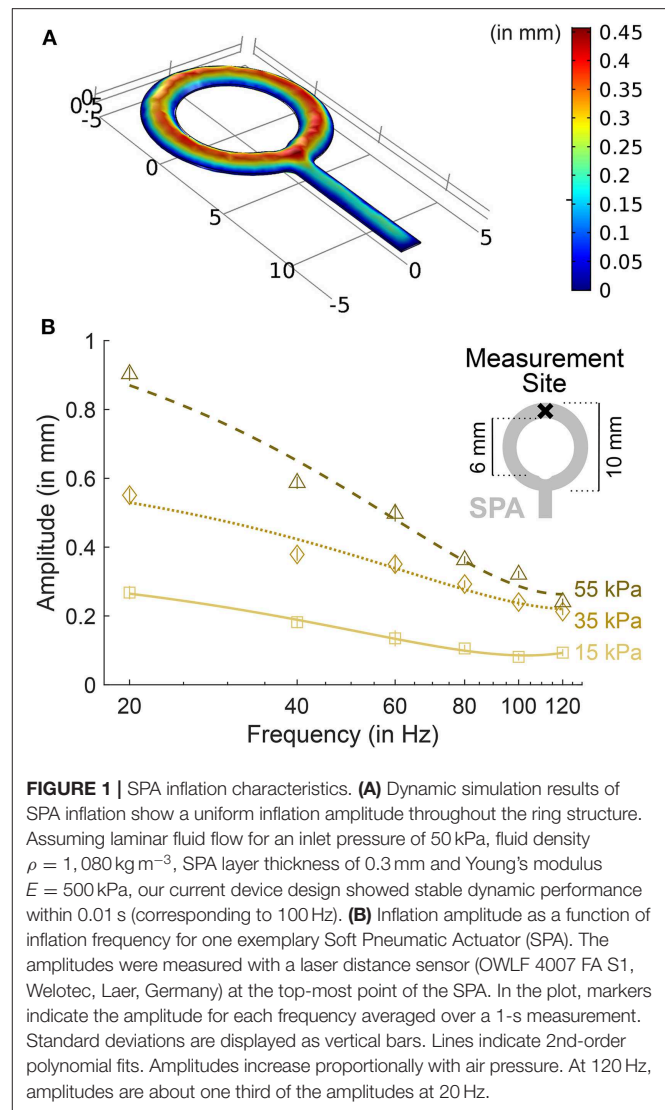 A
(in mm)
0.45
0.4
0.35
0.3
0.25
0.2
0.15
0.1
0.05
0
0.5
0
-5
0
5
10
-5
0
5
B
Amplitude (in mm)
1
0.8
0.6
0.4
0.2
0
Measurement
Site
6 mm
10 mm
SPA
55 kPa
35 kPa
15 kPa
20
40
60
80
100
120
Frequency (in Hz)
FIGURE 1 | SPA inflation characteristics. (A) Dynamic simulation results of
SPA inflation show a uniform inflation amplitude throughout the ring structure.
Assuming laminar fluid flow for an inlet pressure of 50 kPa, fluid density
ρ = 1, 080 kg m⁻³, SPA layer thickness of 0.3 mm and Young's modulus
E = 500 kPa, our current device design showed stable dynamic performance
within 0.01 s (corresponding to 100 Hz). (B) Inflation amplitude as a function of
inflation frequency for one exemplary Soft Pneumatic Actuator (SPA). The
amplitudes were measured with a laser distance sensor (OWLF 4007 FA S1,
Welotec, Laer, Germany) at the top-most point of the SPA. In the plot, markers
indicate the amplitude for each frequency averaged over a 1-s measurement.
Standard deviations are displayed as vertical bars. Lines indicate 2nd-order
polynomial fits. Amplitudes increase proportionally with air pressure. At 120 Hz,
amplitudes are about one third of the amplitudes at 20 Hz.